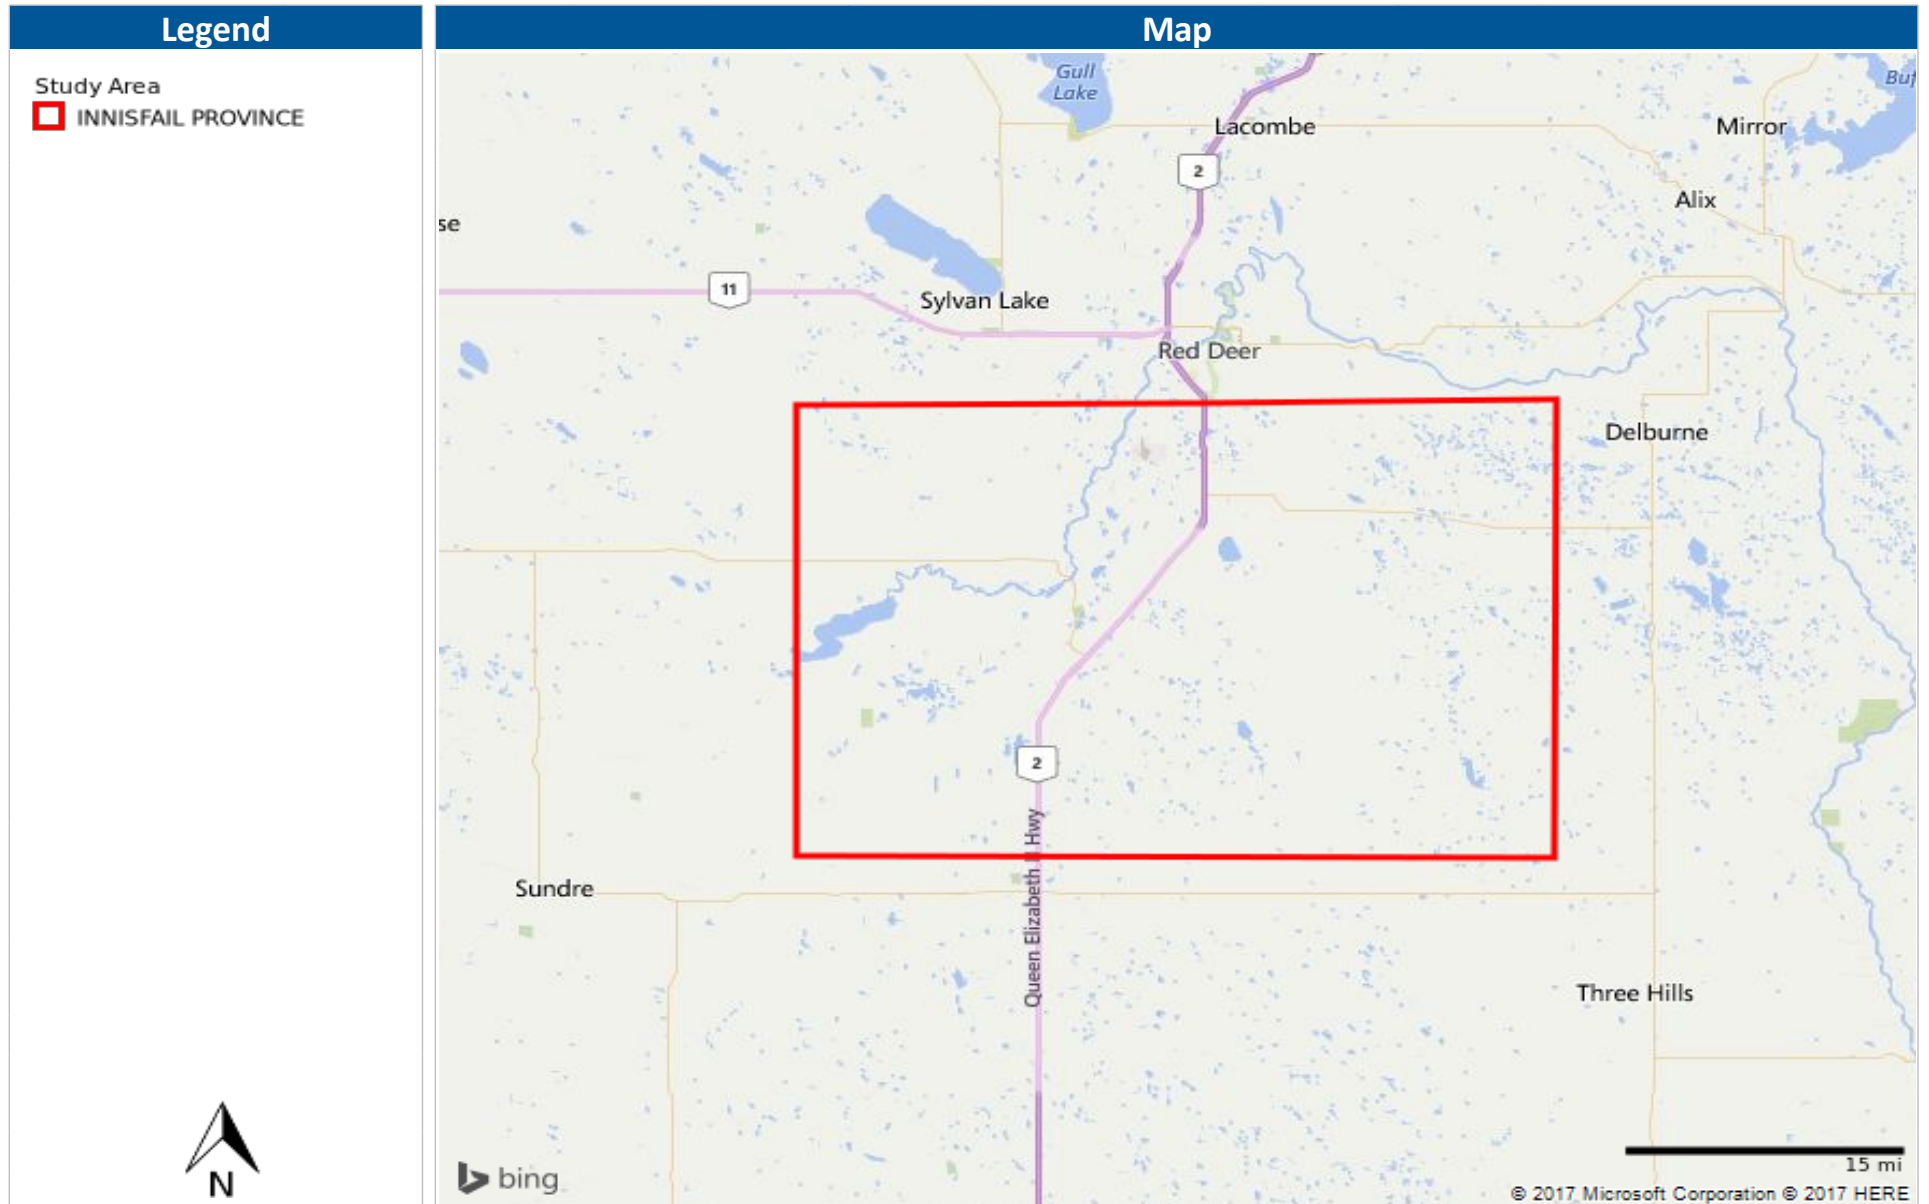 Legend
Study Area
INNISFAIL PROVINCE
N
Map
Gull
Lake
Buf
Lacombe
Mirror
2
Alix
se
11
Sylvan Lake
Red Deer
Delburne
2
Queen Elizabeth II Hwy
Sundre
Three Hills
15 mi
bing
© 2017 Microsoft Corporation © 2017 HERE